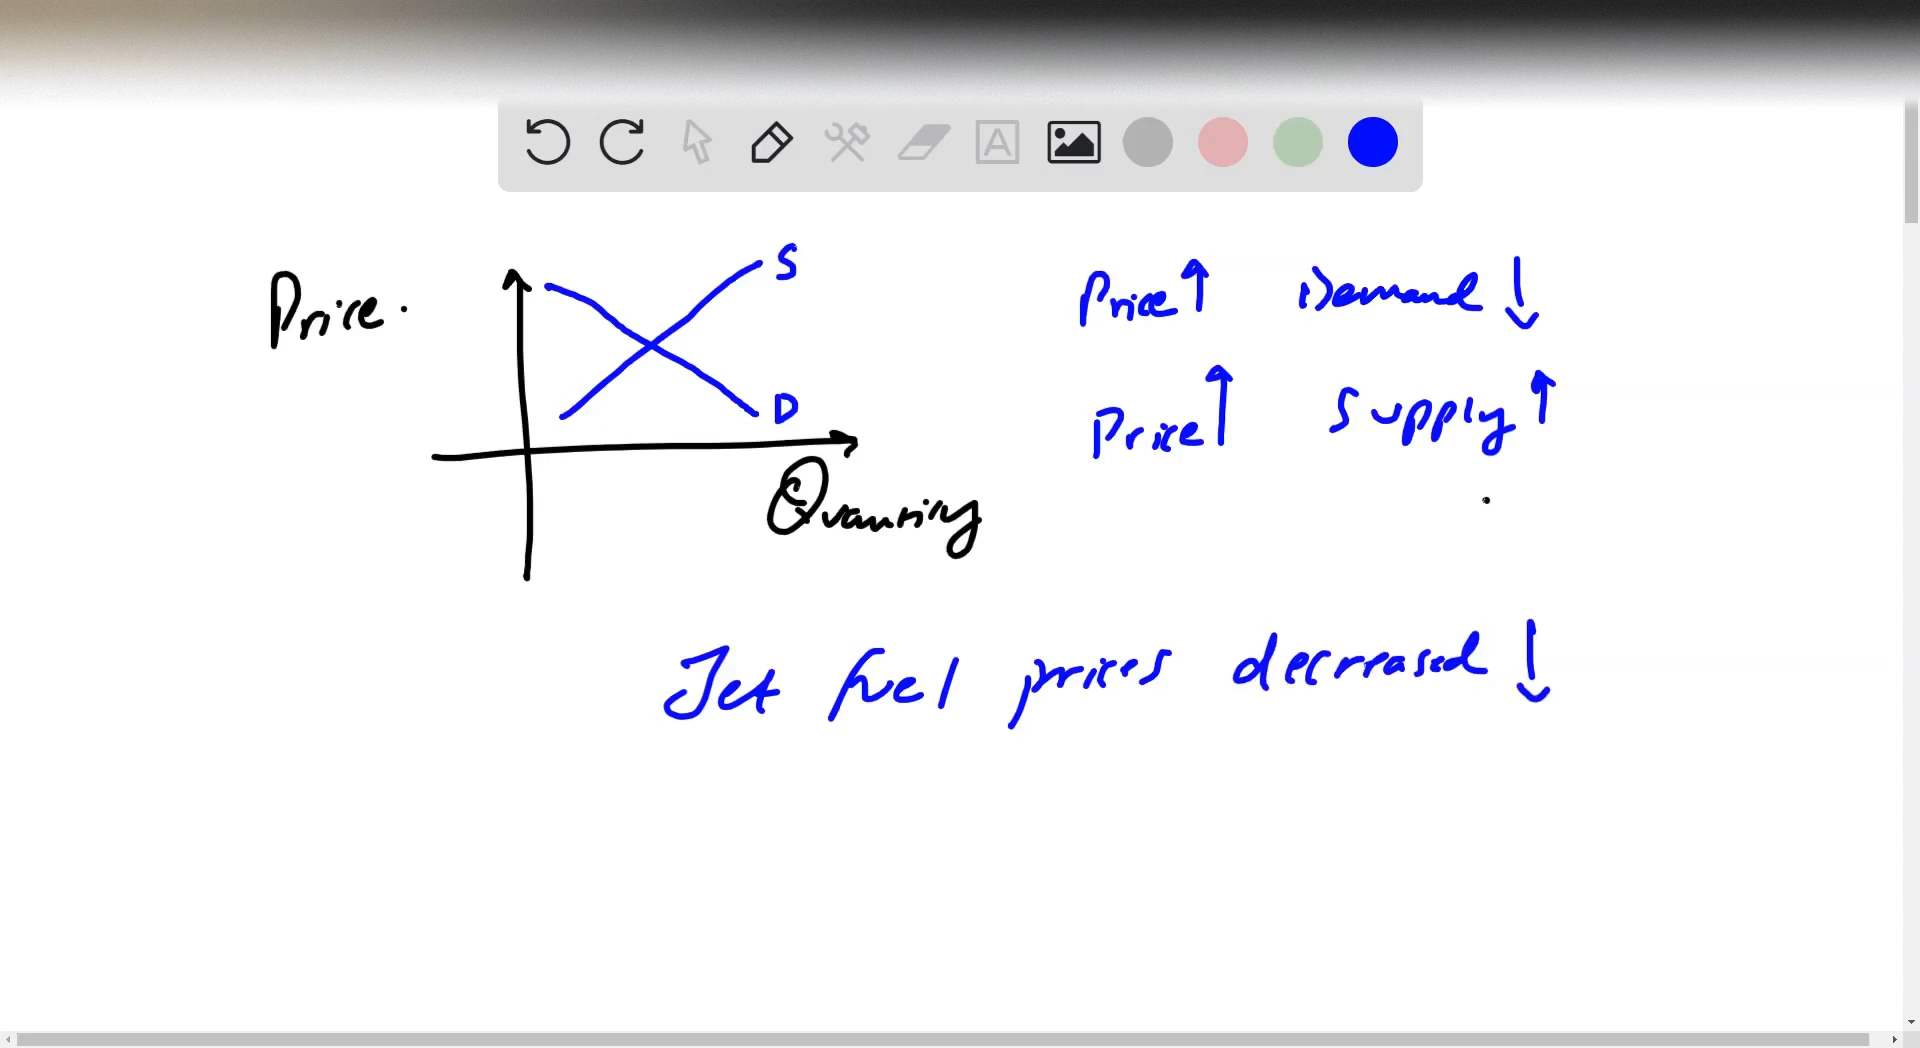 S
Price ↑ Demand ↓
Price.
Price ↑ Supply ↑
D
Quantity
Jet fuel prices decreased ↓